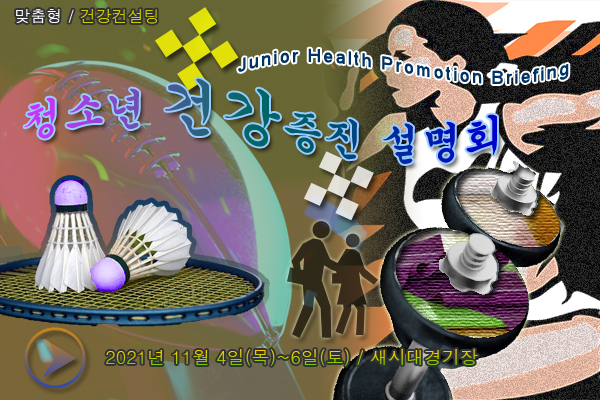 맞춤형 / 건강컨설팅
Junior Health Promotion Briefing
청소년 건강증진 설명회
2021년 11월 4일(목)~6일(토) / 새시대경기장